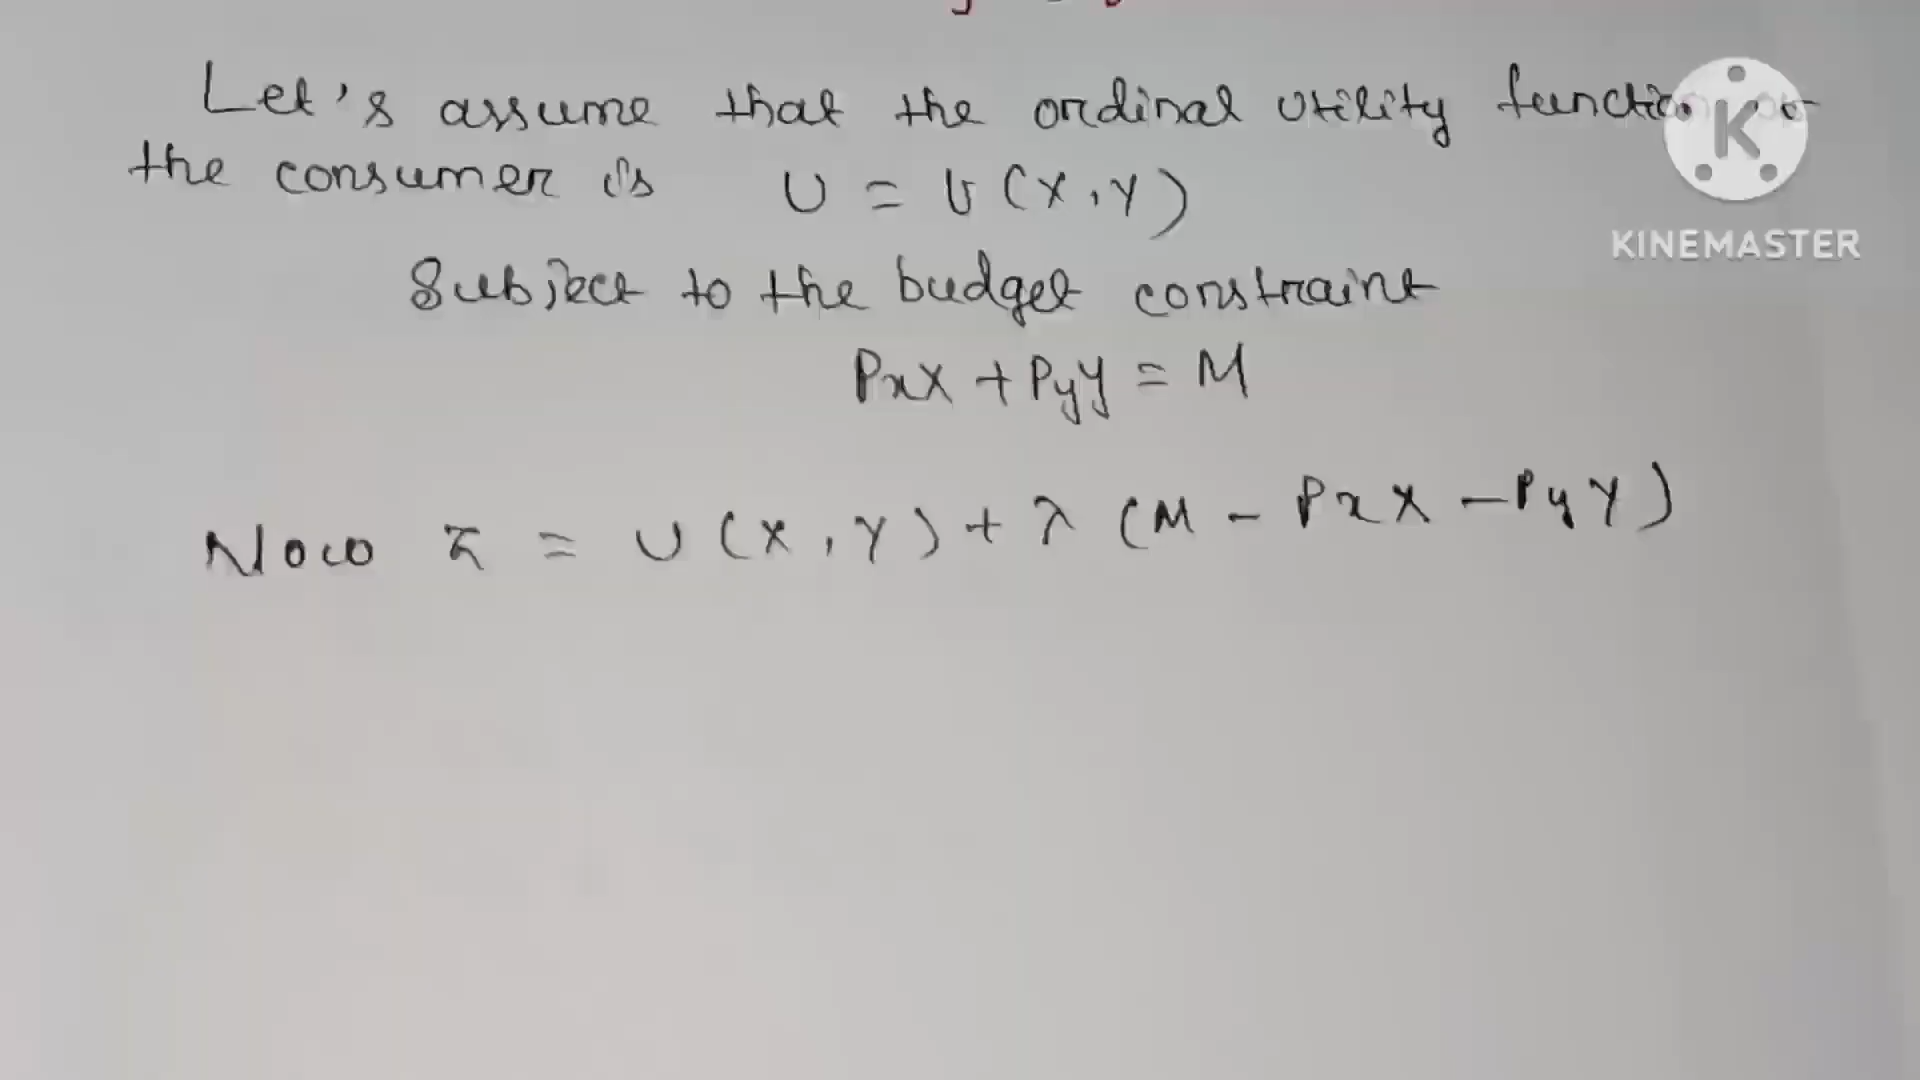 Let's assume that the ordinal utility function
the consumer is U = U (X, Y)
Subject to the budget constraint
PxX + PyY = M
Now Z = U (X, Y) + λ (M - PxX - PyY)
K
KINEMASTER